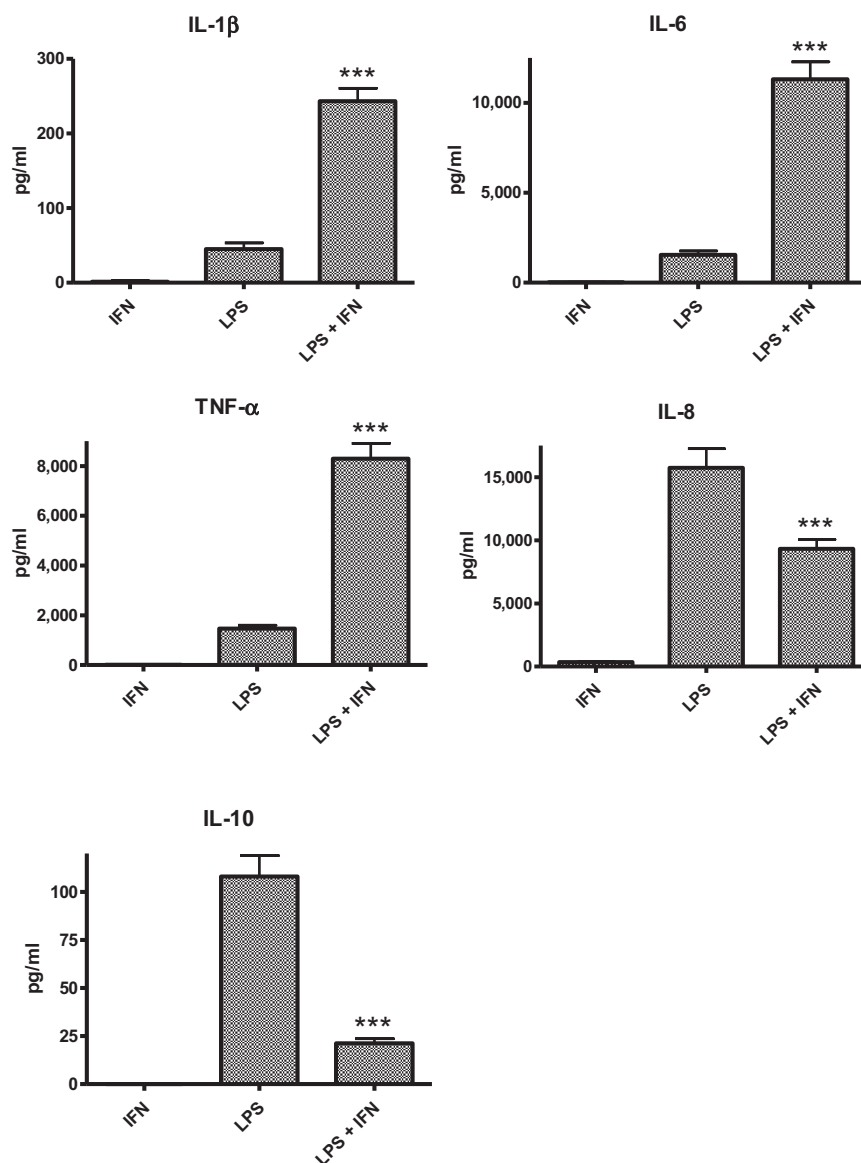 IL-1β
300
200
100
0
pg/ml
***
IFN
LPS
LPS + IFN
IL-6
10,000
5,000
0
pg/ml
***
IFN
LPS
LPS + IFN
TNF-α
8,000
6,000
4,000
2,000
0
pg/ml
***
IFN
LPS
LPS + IFN
IL-8
15,000
10,000
5,000
0
pg/ml
***
IFN
LPS
LPS + IFN
IL-10
100
75
50
25
0
pg/ml
***
IFN
LPS
LPS + IFN